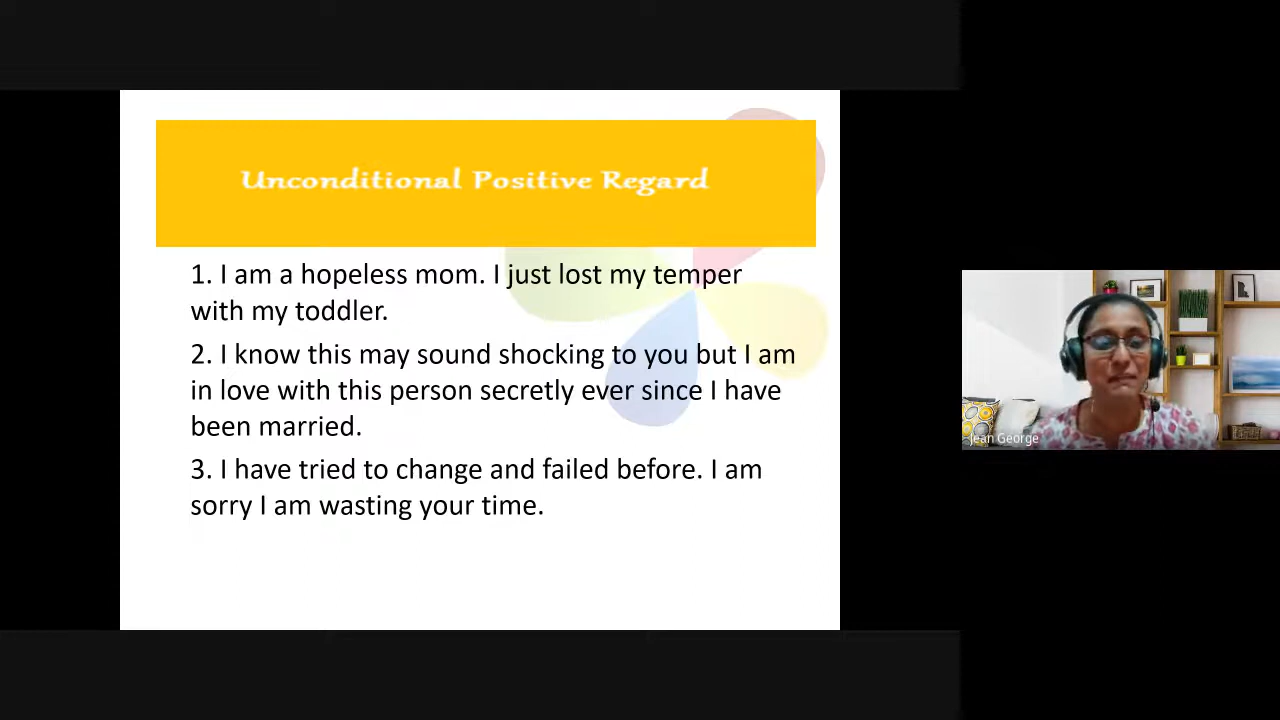 Unconditional Positive Regard
1. I am a hopeless mom. I just lost my temper
with my toddler.
2. I know this may sound shocking to you but I am
in love with this person secretly ever since I have
been married.
3. I have tried to change and failed before. I am
sorry I am wasting your time.
Jean George